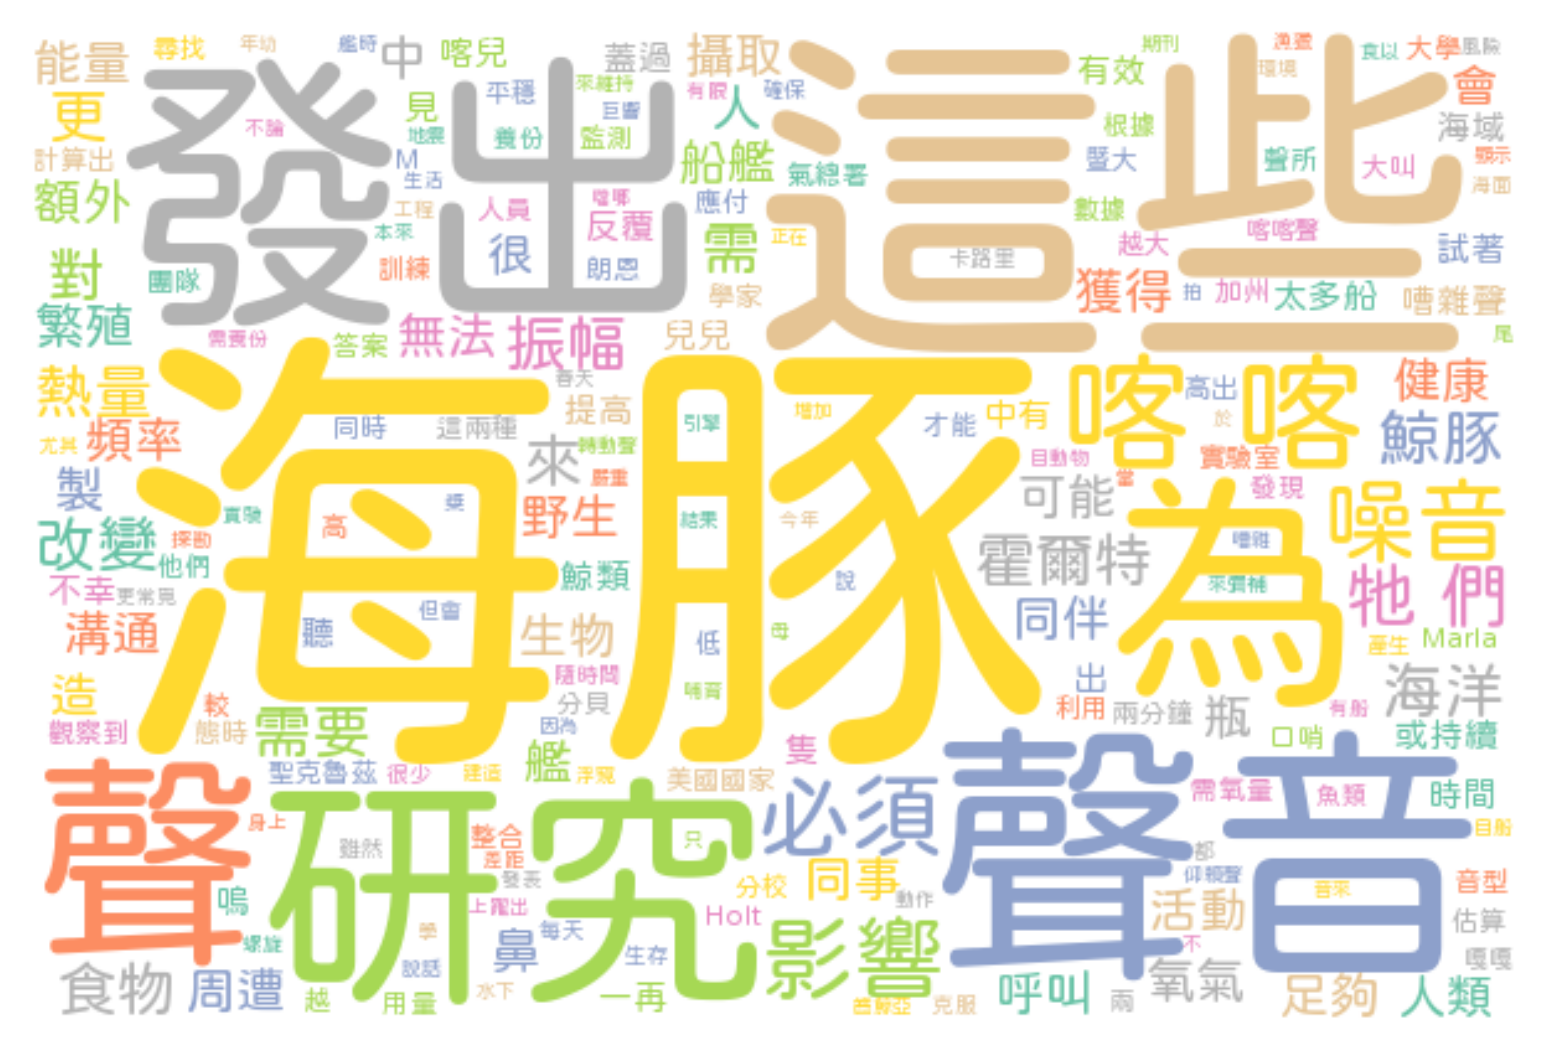 能量 尋找 年幼 艦時 中 喀兒 蓋過 攝取 這些 期刊 漁獲 食以 大學 風險
發出 有效 環境 會
更 見 平穩 來維持 有限 確保 人 巨響 海域
不論 地震 養份 監測 船艦 根據
計算出 M 暨大 聲所 大叫 顯示
額外 生活 氣總署 海面
工程 人員 反覆 應付 數據
本來 很 需 正在 越大 喀喀聲 試著
對 團隊 訓練 朗恩 卡路里
學家 獲得 拍 加州 太多船 嘈雜聲
繁殖 需養份 答案 無法 振幅 兒兒 尾
海豚 喀喀 為
熱量 春天 高出 健康
同時 這兩種 提高 引擎 增加 才能 中有 於 鯨豚
尤其 頻率 來 轉動聲 目動物 實驗室
製 嚴重 可能 當 發現 噪音
實驗 高 野生 結果 今年
改變 探勘 他們 霍爾特 嘈雜
不幸 更常見 鯨類 說 來彌補 牠們
但會 同伴
溝通 聽 生物 低 母 產生 Marla
造 隨時間 哺育 出 海洋
較 分貝 利用 兩分鐘 瓶 有船
觀察到 態時 需要 因為 口哨 或持續
聖克魯茲 很少 建造 艦 浮冠 美國國家 隻
聲 研究 必須 聲音 需氧量 魚類 時間
身上 雖然 整合 只 目船
差距 都
發表 分校 同事 仰賴聲 音來 音型
嗚 上躍出 Holt 動作 活動 估算
螺旋 學 鼻 每天 影響 不
說話 生存 嘎嘎
食物 周遭 越 用量 水下 一再 克服 呼叫 兩 氧氣 足夠 人類